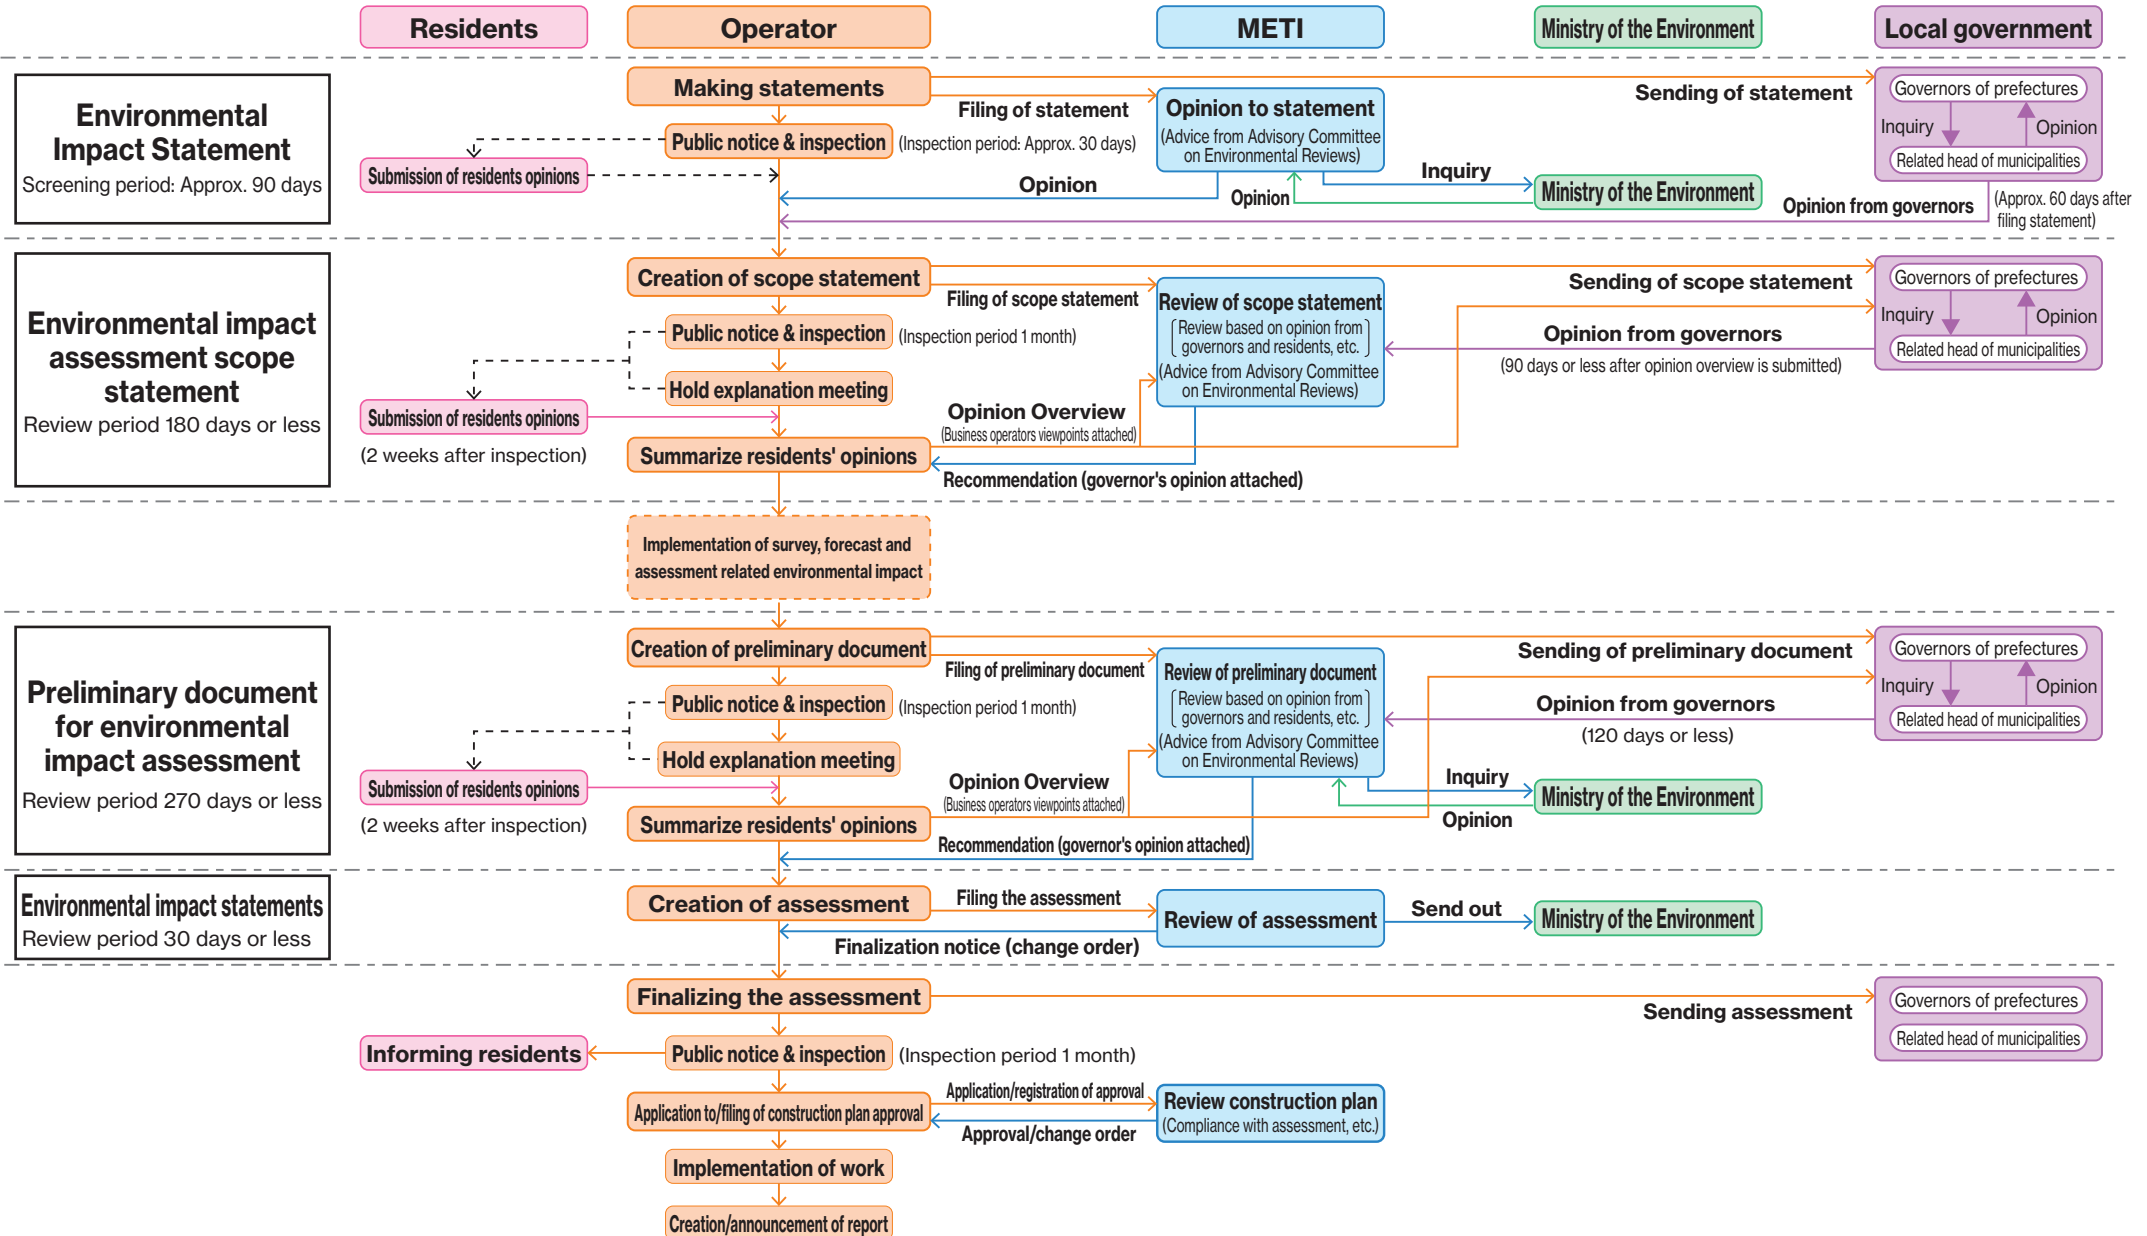 Residents
Operator
METI
Ministry of the Environment
Local government
Environmental
Impact Statement
Screening period: Approx. 90 days
Making statements
Filing of statement
Sending of statement
Public notice & inspection
(Inspection period: Approx. 30 days)
Submission of residents opinions
Opinion to statement
(Advice from Advisory Committee
on Environmental Reviews)
Opinion
Inquiry
Opinion
Ministry of the Environment
Governors of prefectures
Inquiry
Opinion
Related head of municipalities
Opinion from governors
(Approx. 60 days after
filing statement)
Environmental impact
assessment scope
statement
Review period 180 days or less
Creation of scope statement
Filing of scope statement
Sending of scope statement
Public notice & inspection
(Inspection period 1 month)
Hold explanation meeting
Submission of residents opinions
(2 weeks after inspection)
Summarize residents' opinions
Opinion Overview
(Business operators viewpoints attached)
Review of scope statement
Review based on opinion from
governors and residents, etc.
(Advice from Advisory Committee
on Environmental Reviews)
Recommendation (governor's opinion attached)
Opinion from governors
(90 days or less after opinion overview is submitted)
Governors of prefectures
Inquiry
Opinion
Related head of municipalities
Implementation of survey, forecast and
assessment related environmental impact
Preliminary document
for environmental
impact assessment
Review period 270 days or less
Creation of preliminary document
Filing of preliminary document
Sending of preliminary document
Public notice & inspection
(Inspection period 1 month)
Hold explanation meeting
Submission of residents opinions
(2 weeks after inspection)
Summarize residents' opinions
Opinion Overview
(Business operators viewpoints attached)
Review of preliminary document
Review based on opinion from
governors and residents, etc.
(Advice from Advisory Committee
on Environmental Reviews)
Recommendation (governor's opinion attached)
Opinion from governors
(120 days or less)
Inquiry
Opinion
Ministry of the Environment
Governors of prefectures
Inquiry
Opinion
Related head of municipalities
Environmental impact statements
Review period 30 days or less
Creation of assessment
Filing the assessment
Review of assessment
Send out
Ministry of the Environment
Finalization notice (change order)
Finalizing the assessment
Sending assessment
Governors of prefectures
Related head of municipalities
Informing residents
Public notice & inspection
(Inspection period 1 month)
Application to/filing of construction plan approval
Application/registration of approval
Approval/change order
Review construction plan
(Compliance with assessment, etc.)
Implementation of work
Creation/announcement of report